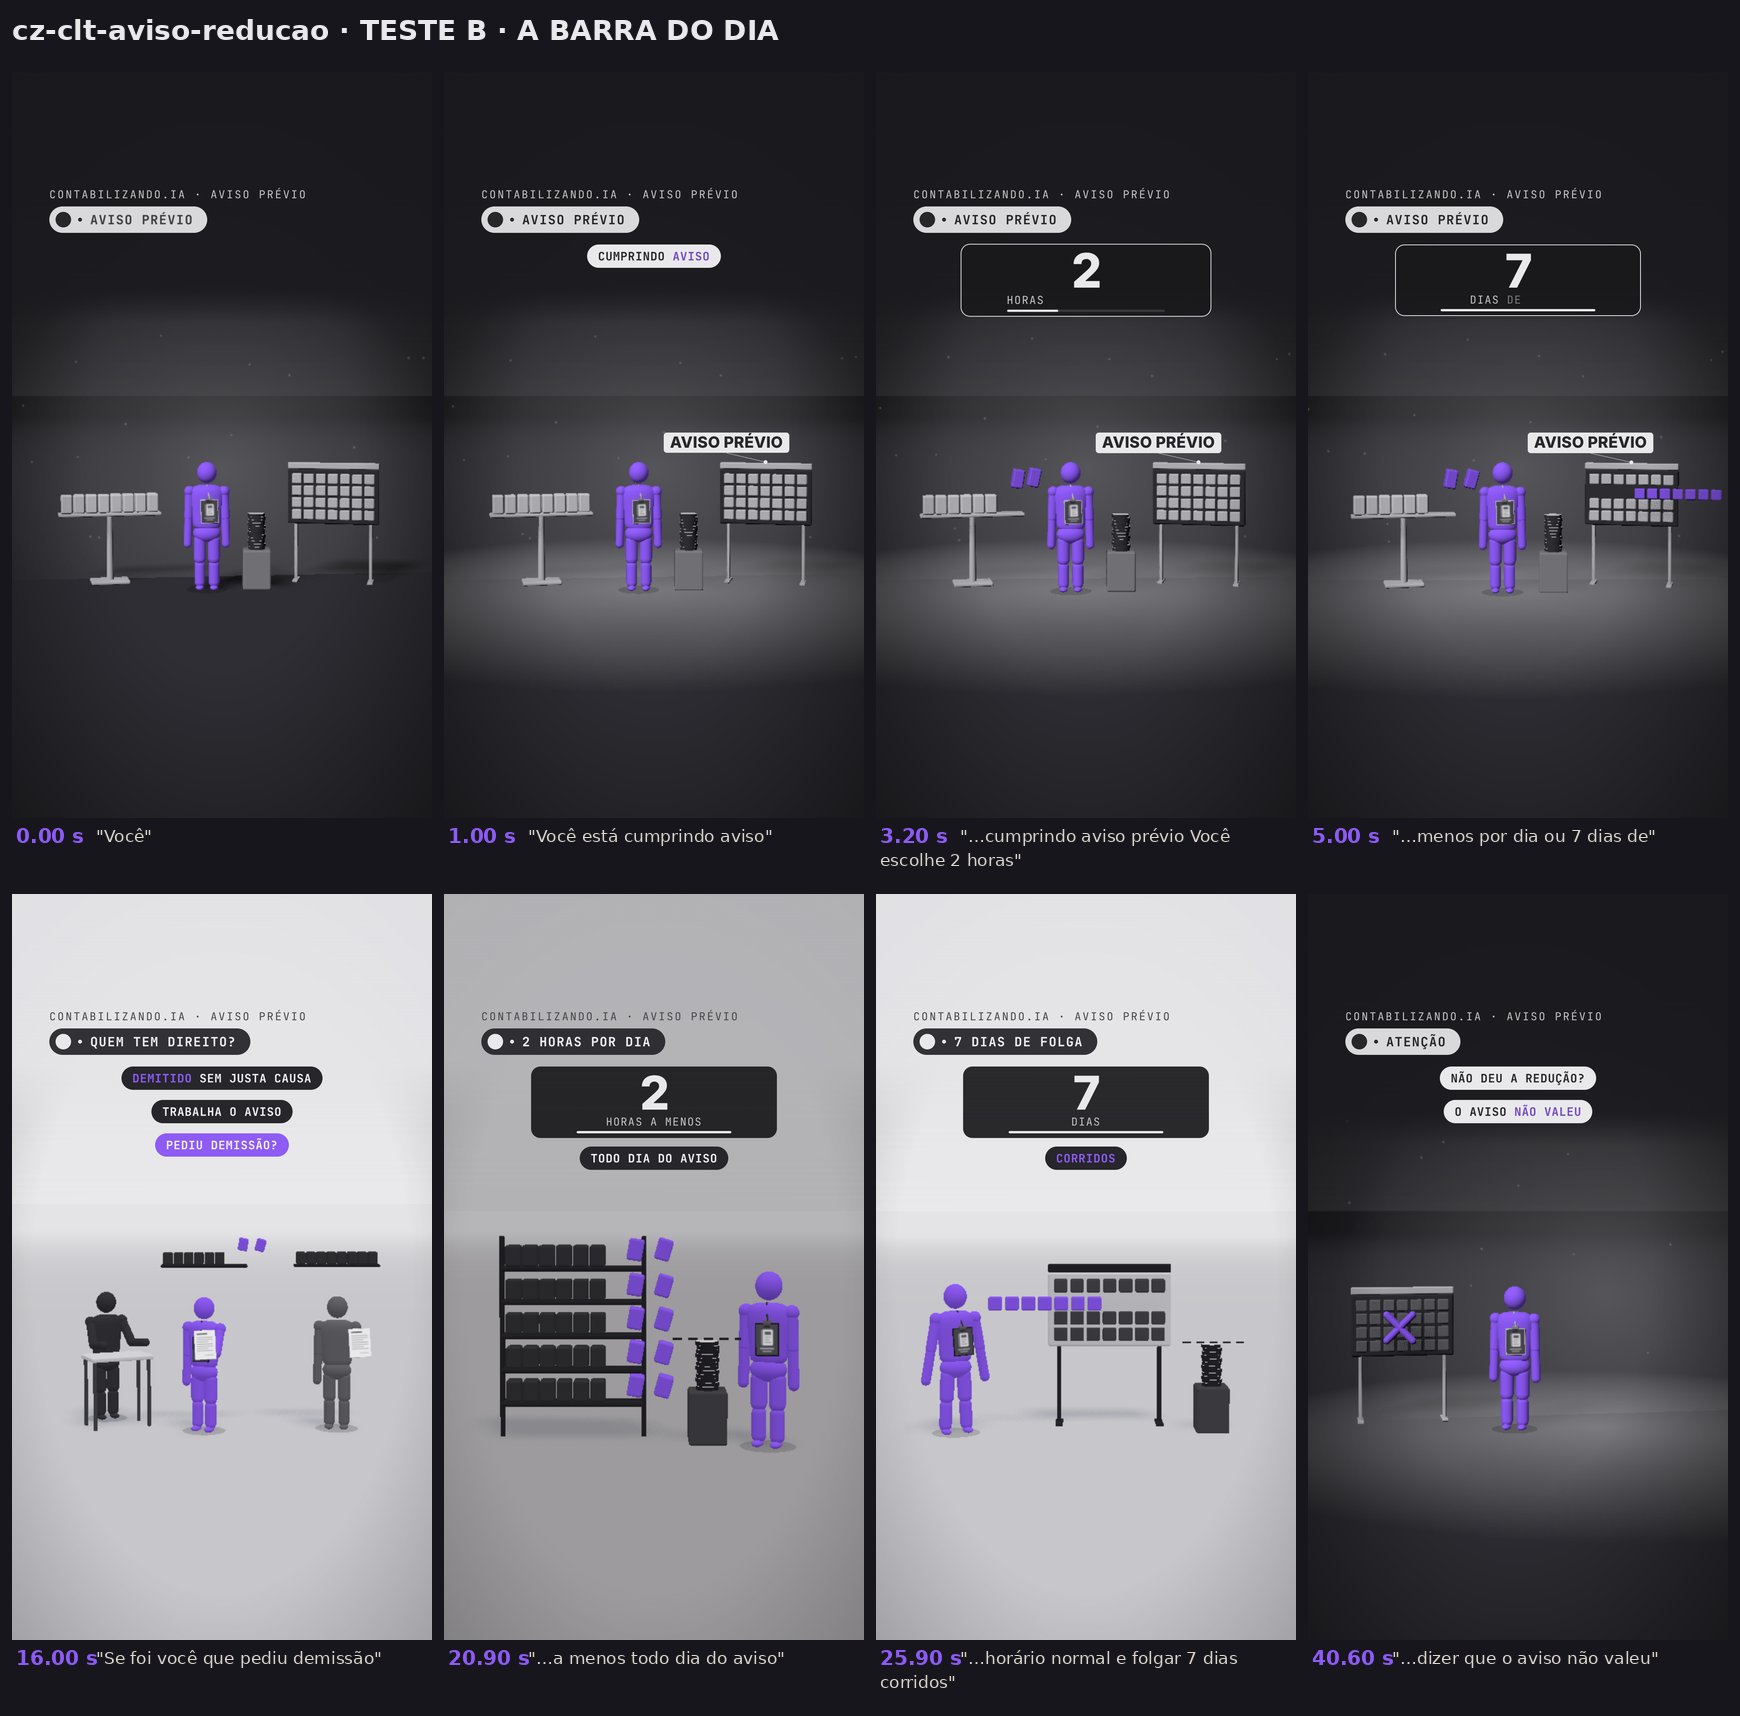 cz-clt-aviso-reducao · TESTE B · A BARRA DO DIA
CONTABILIZANDO.IA · AVISO PRÉVIO
• AVISO PRÉVIO
0.00 s "Você"
CONTABILIZANDO.IA · AVISO PRÉVIO
• AVISO PRÉVIO
CUMPRINDO AVISO
AVISO PRÉVIO
1.00 s "Você está cumprindo aviso"
CONTABILIZANDO.IA · AVISO PRÉVIO
• AVISO PRÉVIO
2
HORAS
AVISO PRÉVIO
3.20 s "...cumprindo aviso prévio Você
escolhe 2 horas"
CONTABILIZANDO.IA · AVISO PRÉVIO
• AVISO PRÉVIO
7
DIAS DE
AVISO PRÉVIO
5.00 s "...menos por dia ou 7 dias de"
CONTABILIZANDO.IA · AVISO PRÉVIO
• QUEM TEM DIREITO?
DEMITIDO SEM JUSTA CAUSA
TRABALHA O AVISO
PEDIU DEMISSÃO?
16.00 s "Se foi você que pediu demissão"
CONTABILIZANDO.IA · AVISO PRÉVIO
• 2 HORAS POR DIA
2
HORAS A MENOS
TODO DIA DO AVISO
20.90 s "...a menos todo dia do aviso"
CONTABILIZANDO.IA · AVISO PRÉVIO
• 7 DIAS DE FOLGA
7
DIAS
CORRIDOS
25.90 s "...horário normal e folgar 7 dias
corridos"
CONTABILIZANDO.IA · AVISO PRÉVIO
• ATENÇÃO
NÃO DEU A REDUÇÃO?
O AVISO NÃO VALEU
40.60 s "...dizer que o aviso não valeu"